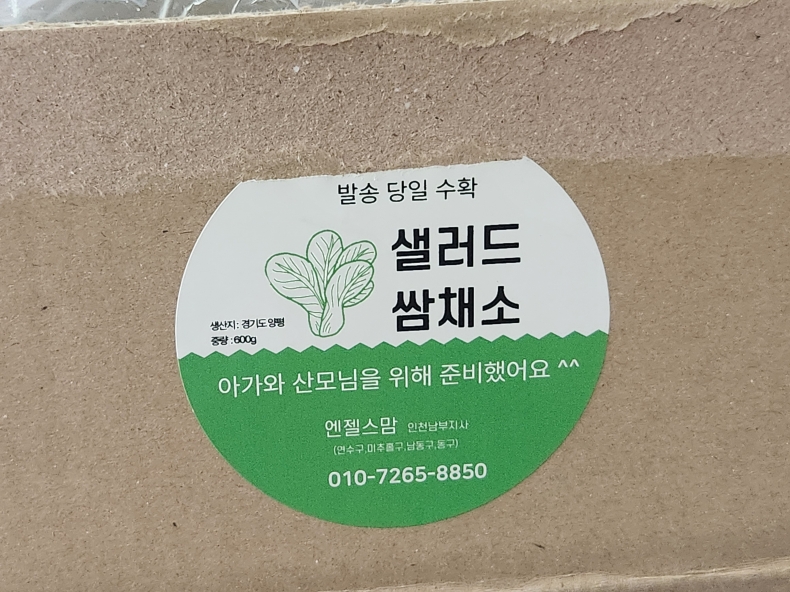 발송 당일 수확
샐러드
쌈채소
생산지 : 경기도 양평
중량 : 600g
아가와 산모님을 위해 준비했어요 ^^
엔젤스맘 인천남부지사
(연수구,미추홀구,남동구,동구)
010-7265-8850